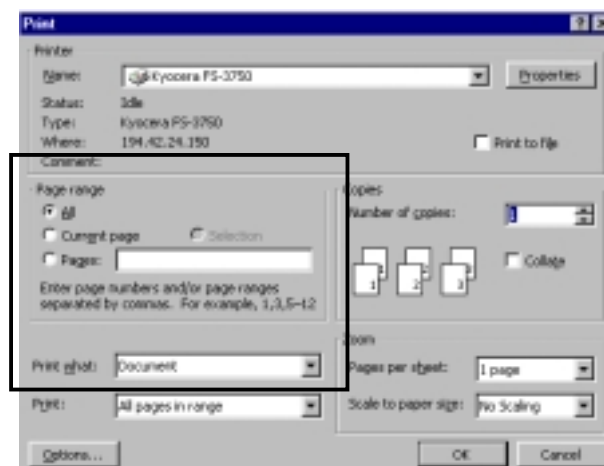 Print
Printer
Name: Kyocera FS-3750 Properties
Status: Idle
Type: Kyocera FS-3750
Where: 194.42.24.150 Print to file
Comment:
Page range
All
Current page Selection
Pages:
Enter page numbers and/or page ranges
separated by commas. For example, 1,3,5-12
Copies
Number of copies: 1
1 2 3
Collate
Print what: Document
Print: All pages in range
Zoom
Pages per sheet: 1 page
Scale to paper size: No Scaling
Options... OK Cancel